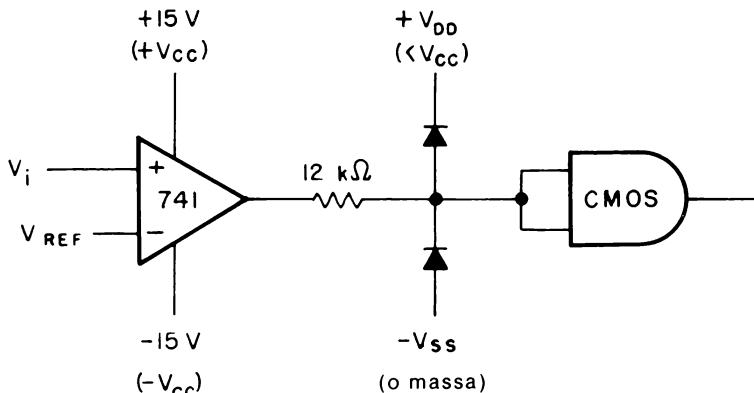 +15 V
(+VCC)
+ VDD
(< VCC)
Vi
+
741
12 kΩ
CMOS
VREF
−
−15 V
(−VCC)
−VSS
(o massa)